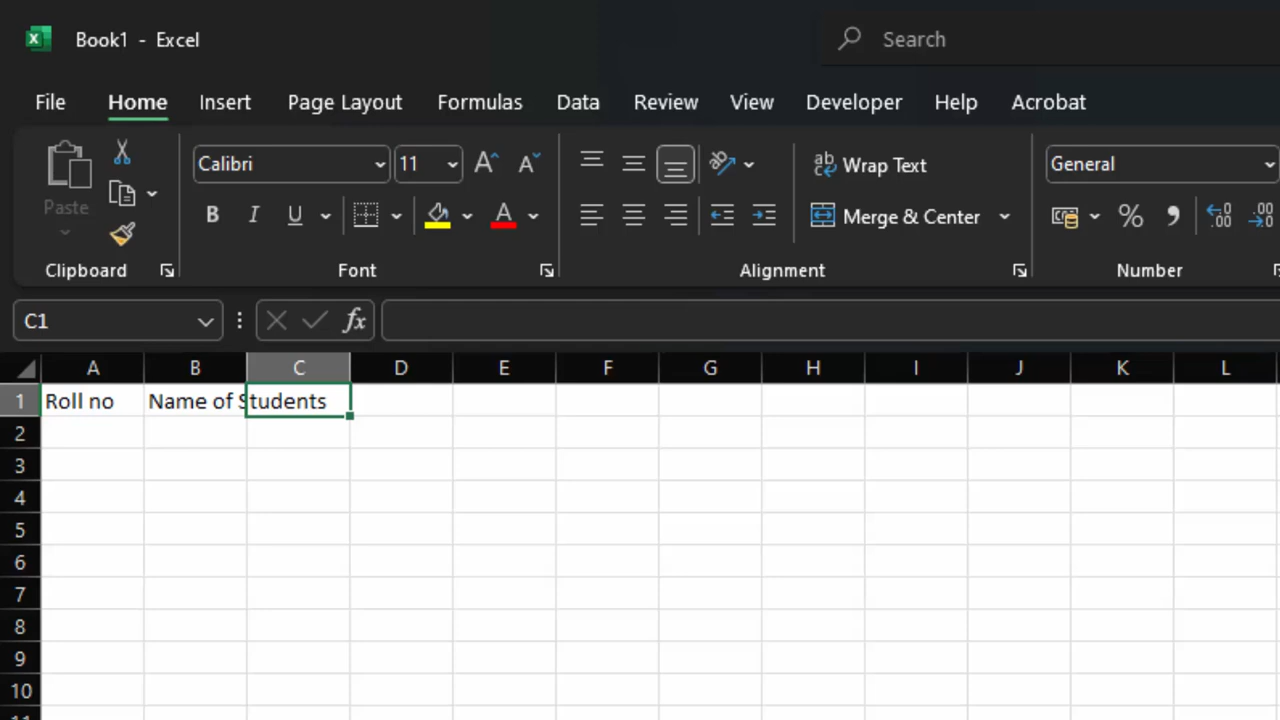 Book1 - Excel
Search
File Home Insert Page Layout Formulas Data Review View Developer Help Acrobat
Paste
Calibri 11
B I U A
Wrap Text
Merge & Center
General
Clipboard Font Alignment Number
C1
fx
A B C D E F G H I J K L
1 Roll no Name of Students
2
3
4
5
6
7
8
9
10